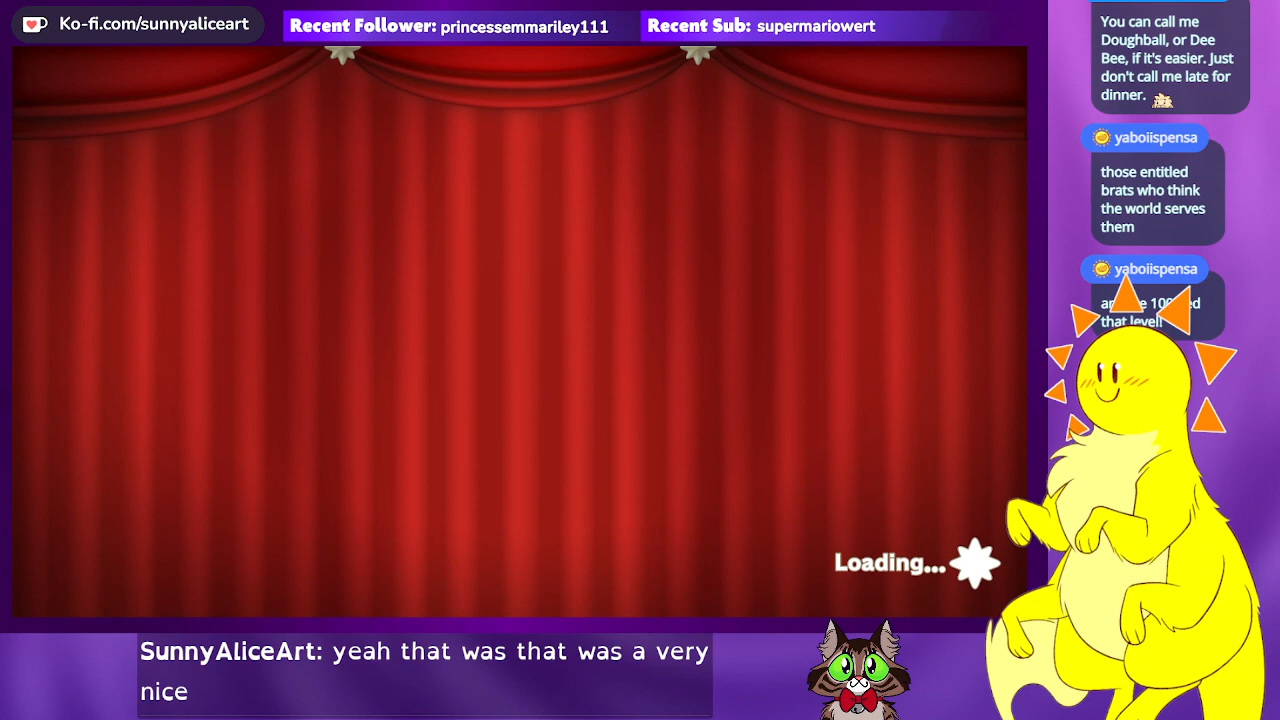 Ko-fi.com/sunnyaliceart
Recent Follower: princessemmariley111
Recent Sub: supermariowert
You can call me
Doughball, or Dee
Bee, if it's easier. Just
don't call me late for
dinner.
yaboiispensa
those entitled
brats who think
the world serves
them
yaboiispensa
that level!
Loading...
SunnyAliceArt: yeah that was that was a very
nice